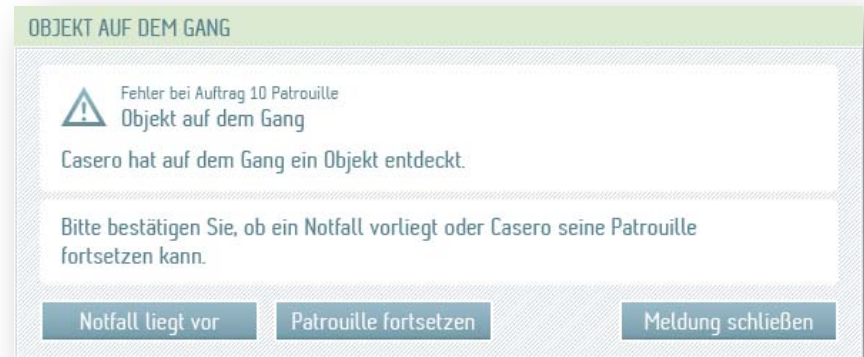 OBJEKT AUF DEM GANG
Fehler bei Auftrag 10 Patrouille
Objekt auf dem Gang
Casero hat auf dem Gang ein Objekt entdeckt.
Bitte bestätigen Sie, ob ein Notfall vorliegt oder Casero seine Patrouille
fortsetzen kann.
Notfall liegt vor
Patrouille fortsetzen
Meldung schließen